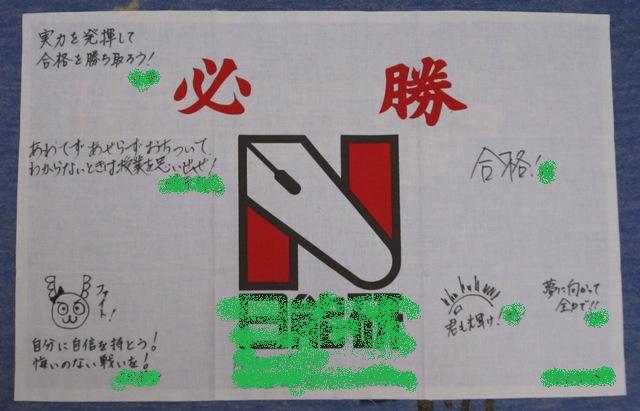 実力を発揮して
合格を勝ち取ろう!
必勝
あわてず あせらず おちついて
わからないときは授業を思い出せ!
合格!
N
ファイト!
自分に自信を持とう!
悔いのない戦いを!
君も輝け!
夢に向かって
全力で!!